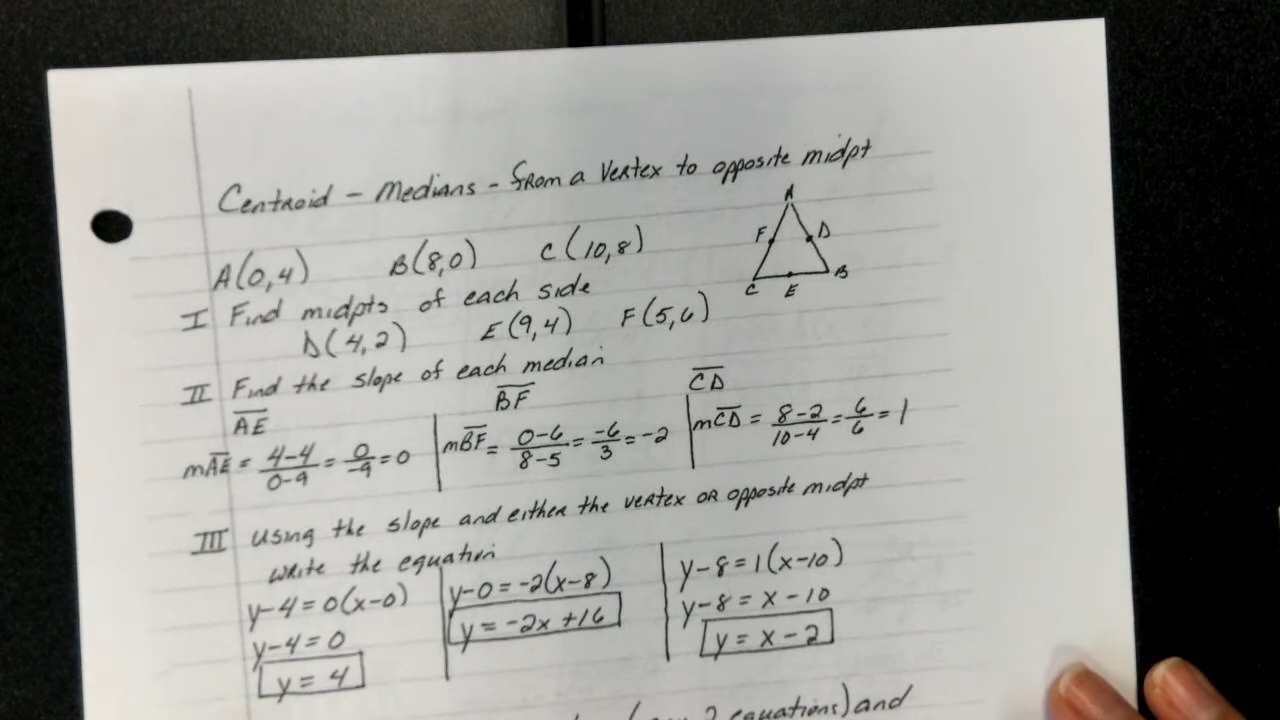 Centroid - Medians - from a vertex to opposite midpt
A(0,4) B(8,0) C(10,8)
A
F D
C E B
I Find midpts of each side
D(4,2) E(9,4) F(5,6)
II Find the slope of each median
AE BF CD
mAE = 4-4/0-9 = 0/-9 = 0
mBF = 0-6/8-5 = -6/3 = -2
mCD = 8-2/10-4 = 6/6 = 1
III Using the slope and either the vertex or opposite midpt
write the equation
y-4=0(x-0)
y-4=0
y = 4
y-0=-2(x-8)
y = -2x+16
y-8=1(x-10)
y-8=x-10
y = x-2
2 equations) and